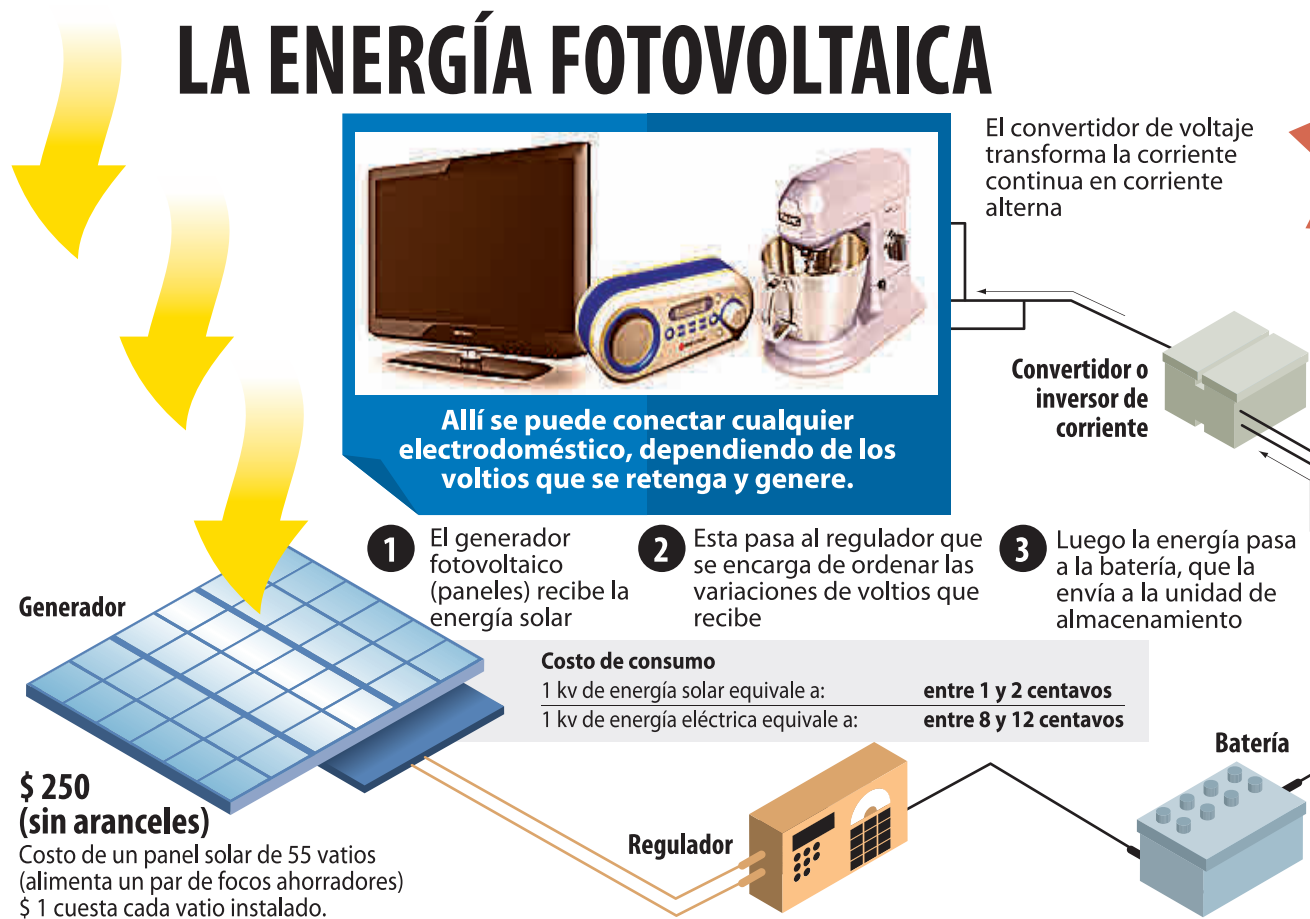 LA ENERGÍA FOTOVOLTAICA
El convertidor de voltaje
transforma la corriente
continua en corriente
alterna
Convertidor o
inversor de
corriente
Allí se puede conectar cualquier
electrodoméstico, dependiendo de los
voltios que se retenga y genere.
1
El generador
fotovoltaico
(paneles) recibe la
energía solar
2
Esta pasa al regulador que
se encarga de ordenar las
variaciones de voltios que
recibe
3
Luego la energía pasa
a la batería, que la
envía a la unidad de
almacenamiento
Generador
Costo de consumo
1 kv de energía solar equivale a: entre 1 y 2 centavos
1 kv de energía eléctrica equivale a: entre 8 y 12 centavos
$ 250
(sin aranceles)
Costo de un panel solar de 55 vatios
(alimenta un par de focos ahorradores)
$ 1 cuesta cada vatio instalado.
Regulador
Batería